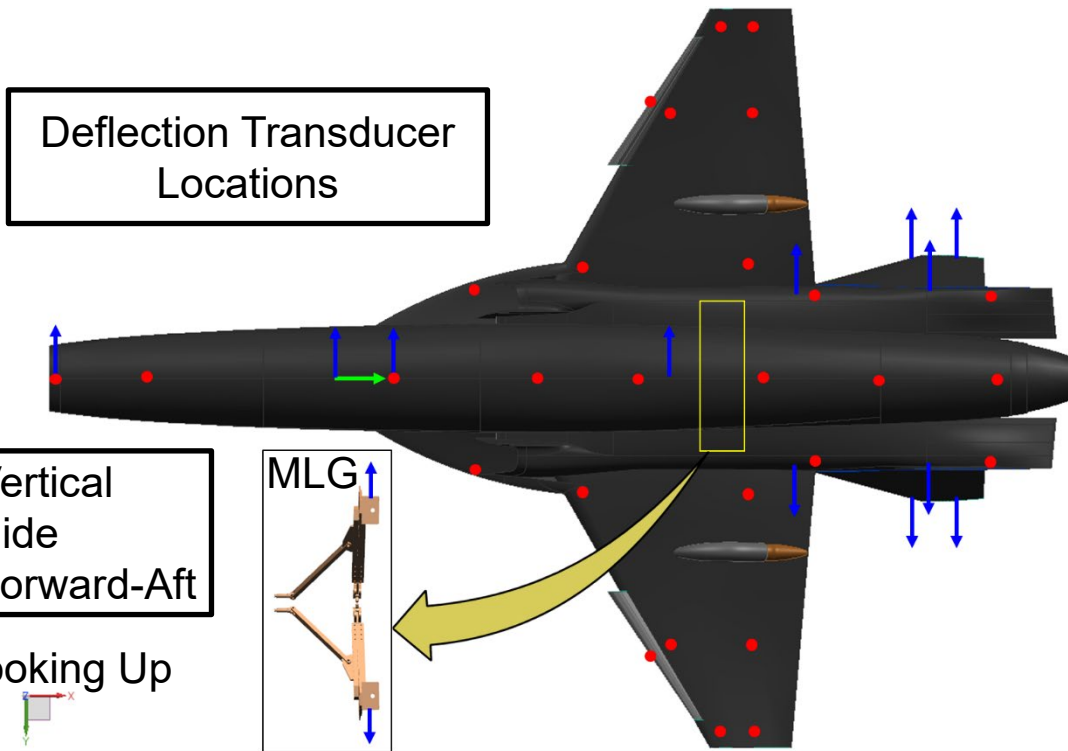 Deflection Transducer
Locations
MLG
ertical
ide
orward-Aft
ooking Up
Z
X
Y